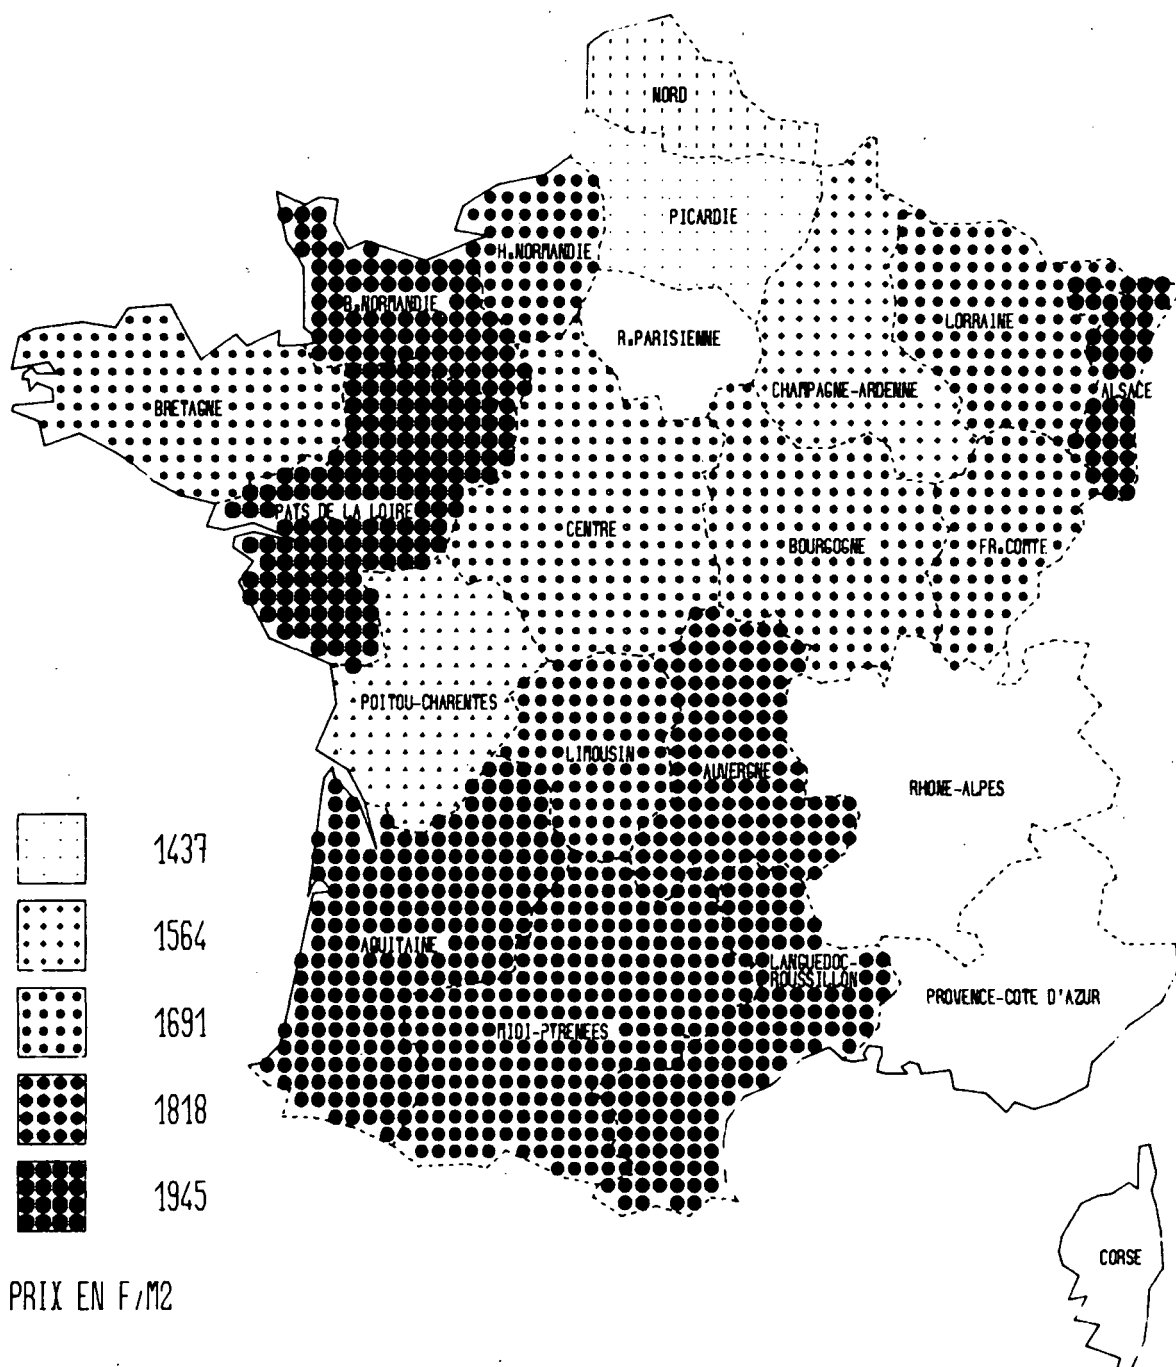 NORD
PICARDIE
H.NORMANDIE
B.NORMANDIE
LORRAINE
R.PARISIENNE
CHAMPAGNE-ARDENNE
ALSACE
BRETAGNE
PAYS DE LA LOIRE
CENTRE
BOURGOGNE
FR.COMTE
POITOU-CHARENTES
LIMOUSIN
AUVERGNE
RHONE-ALPES
AQUITAINE
LANGUEDOC-
ROUSSILLON
PROVENCE-COTE D'AZUR
MIDI-PYRENEES
CORSE
1437
1564
1691
1818
1945
PRIX EN F/M2